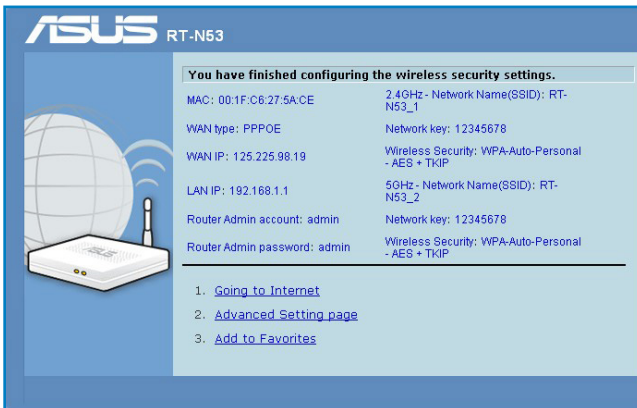 ASUS RT-N53
You have finished configuring the wireless security settings.
MAC: 00:1F:C6:27:5A:CE
2.4GHz - Network Name(SSID): RT-
N53_1
WAN type: PPPOE
Network key: 12345678
WAN IP: 125.225.98.19
Wireless Security: WPA-Auto-Personal
- AES + TKIP
LAN IP: 192.168.1.1
5GHz - Network Name(SSID): RT-
N53_2
Router Admin account: admin
Network key: 12345678
Router Admin password: admin
Wireless Security: WPA-Auto-Personal
- AES + TKIP
ASUS
1. Going to Internet
2. Advanced Setting page
3. Add to Favorites